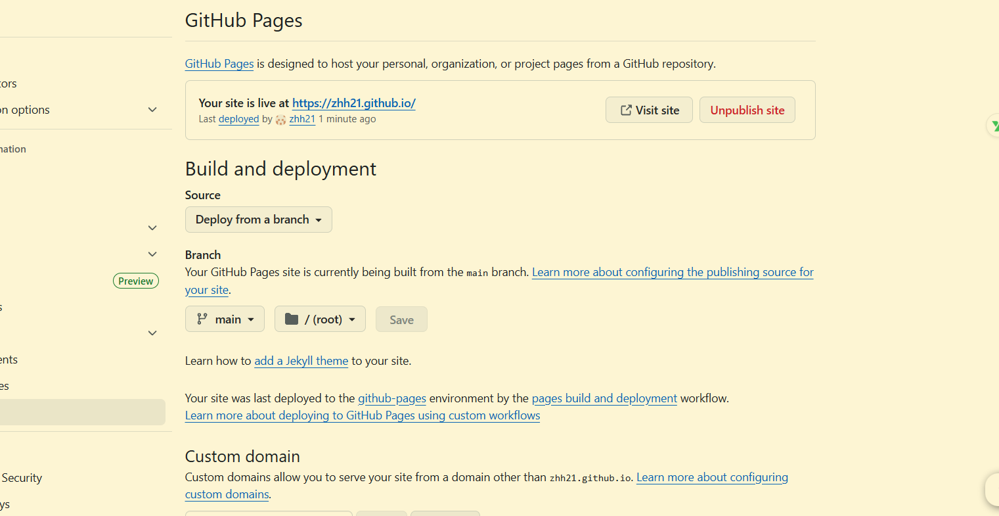 GitHub Pages
GitHub Pages is designed to host your personal, organization, or project pages from a GitHub repository.
tors
on options
Your site is live at https://zhh21.github.io/
Last deployed by zhh21 1 minute ago
Visit site
Unpublish site
mation
Build and deployment
Source
Deploy from a branch
Branch
Your GitHub Pages site is currently being built from the main branch. Learn more about configuring the publishing source for
your site.
Preview
s
main
/ (root)
Save
ents
Learn how to add a Jekyll theme to your site.
es
Your site was last deployed to the github-pages environment by the pages build and deployment workflow.
Learn more about deploying to GitHub Pages using custom workflows
Custom domain
Security
Custom domains allow you to serve your site from a domain other than zhh21.github.io. Learn more about configuring
custom domains.
ys